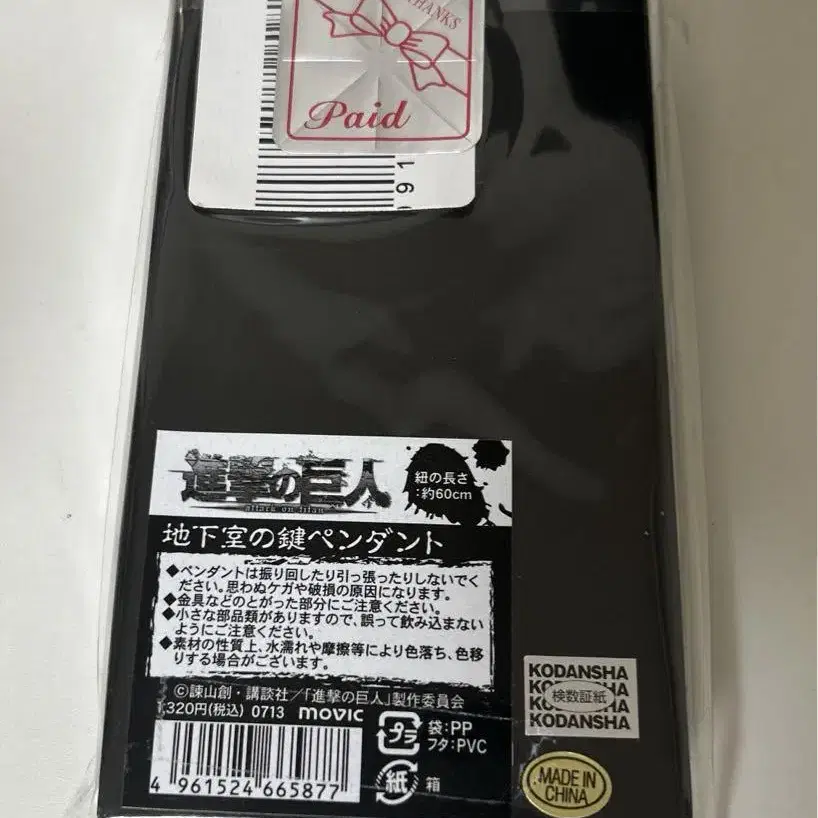 THANKS
Paid
91
進撃の巨人
attack on titan
紐の長さ
:約60cm
地下室の鍵ペンダント
◆ペンダントは振り回したり引っ張ったりしないでく
ださい。思わぬケガや破損の原因になります。
◆金具などのとがった部分にご注意ください。
◆小さな部品類がありますので、誤って飲み込まない
ようにご注意ください。
◆素材の性質上、水濡れや摩擦等により色落ち、色移
りする場合がございます。
©諫山創・講談社/「進撃の巨人」製作委員会
1,320円(税込) 0713 movic
プラ
袋:PP
フタ:PVC
紙 箱
4 961524 665877
KODANSHA
検数証紙
KODANSHA
MADE IN
CHINA